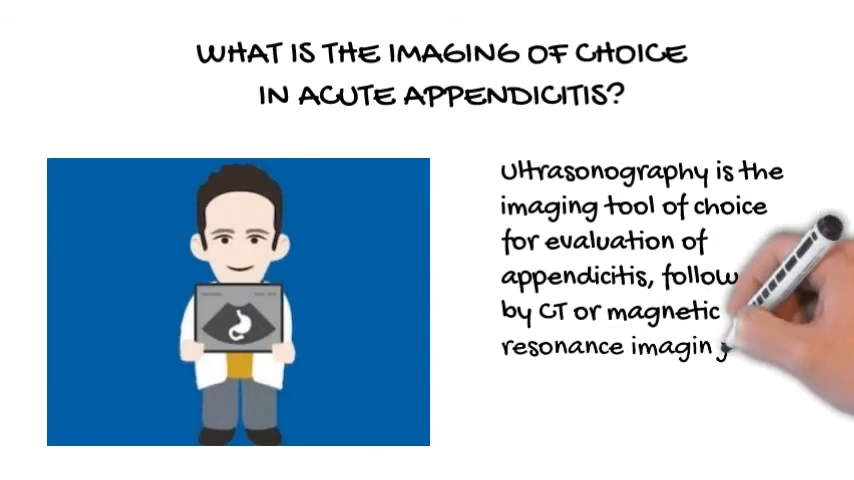 WHAT IS THE IMAGING OF CHOICE
IN ACUTE APPENDICITIS?
Ultrasonography is the
imaging tool of choice
for evaluation of
appendicitis, follow
by CT or magnetic
resonance imagin